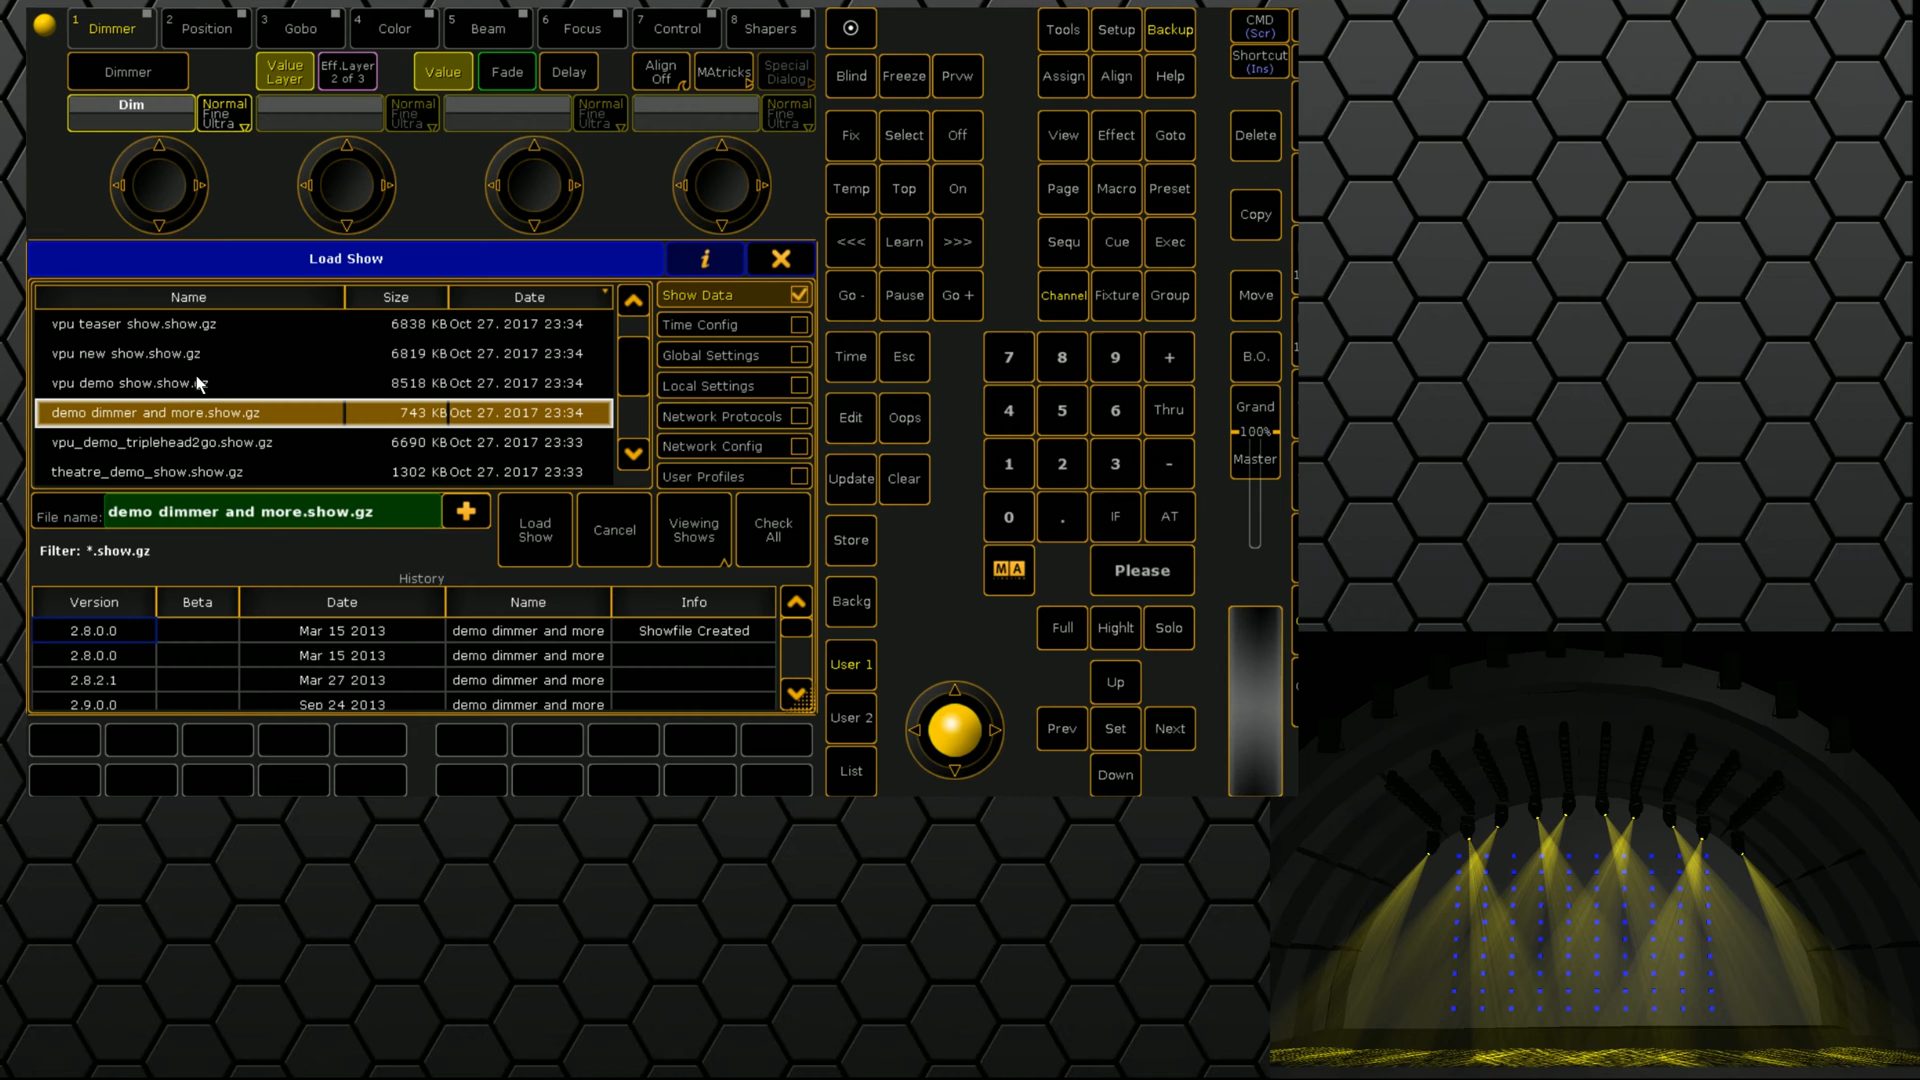 1 Dimmer
2 Position
3 Gobo
4 Color
5 Beam
6 Focus
7 Control
8 Shapers
Dimmer
Value Layer
Eff.Layer 2 of 3
Value
Fade
Delay
Align Off
MAtricks
Special Dialog
Dim
Normal Fine Ultra
Normal Fine Ultra
Normal Fine Ultra
Normal Fine Ultra
Load Show
Name Size Date
vpu teaser show.show.gz 6838 KB Oct 27. 2017 23:34
vpu new show.show.gz 6819 KB Oct 27. 2017 23:34
vpu demo show.show.gz 8518 KB Oct 27. 2017 23:34
demo dimmer and more.show.gz 743 KB Oct 27. 2017 23:34
vpu_demo_triplehead2go.show.gz 6690 KB Oct 27. 2017 23:33
theatre_demo_show.show.gz 1302 KB Oct 27. 2017 23:33
Show Data
Time Config
Global Settings
Local Settings
Network Protocols
Network Config
User Profiles
File name: demo dimmer and more.show.gz
Load Show
Cancel
Viewing Shows
Check All
Filter: *.show.gz
History
Version Beta Date Name Info
2.8.0.0 Mar 15 2013 demo dimmer and more Showfile Created
2.8.0.0 Mar 15 2013 demo dimmer and more
2.8.2.1 Mar 27 2013 demo dimmer and more
2.9.0.0 Sep 24 2013 demo dimmer and more
Tools Setup Backup
Blind Freeze Prvw
Assign Align Help
Fix Select Off
View Effect Goto
Temp Top On
Page Macro Preset
<<< Learn >>>
Sequ Cue Exec
Go - Pause Go +
Channel Fixture Group
Time Esc
7 8 9 +
Edit Oops
4 5 6 Thru
Update Clear
1 2 3 -
Store
0 . IF AT
MA
Please
Backg
Full Highlt Solo
User 1
Up
User 2
Prev Set Next
List
Down
CMD (Scr)
Shortcut (Ins)
Delete
Copy
Move
B.O.
Grand
100%
Master